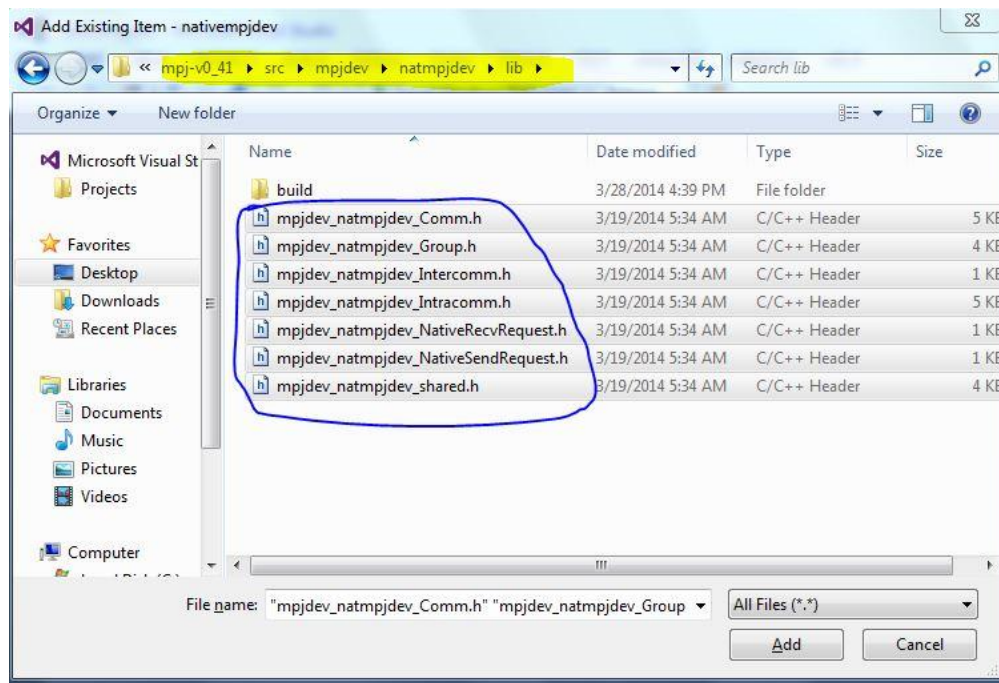 Add Existing Item - nativempjdev
« mpj-v0_41 src mpjdev natmpjdev lib Search lib
Organize New folder
Microsoft Visual St
Projects
Favorites
Desktop
Downloads
Recent Places
Libraries
Documents
Music
Pictures
Videos
Computer
Name Date modified Type Size
build 3/28/2014 4:39 PM File folder
mpjdev_natmpjdev_Comm.h 3/19/2014 5:34 AM C/C++ Header 5 KB
mpjdev_natmpjdev_Group.h 3/19/2014 5:34 AM C/C++ Header 4 KB
mpjdev_natmpjdev_Intercomm.h 3/19/2014 5:34 AM C/C++ Header 1 KB
mpjdev_natmpjdev_Intracomm.h 3/19/2014 5:34 AM C/C++ Header 5 KB
mpjdev_natmpjdev_NativeRecvRequest.h 3/19/2014 5:34 AM C/C++ Header 1 KB
mpjdev_natmpjdev_NativeSendRequest.h 3/19/2014 5:34 AM C/C++ Header 1 KB
mpjdev_natmpjdev_shared.h 3/19/2014 5:34 AM C/C++ Header 4 KB
File name: "mpjdev_natmpjdev_Comm.h" "mpjdev_natmpjdev_Group All Files (*.*)
Add Cancel